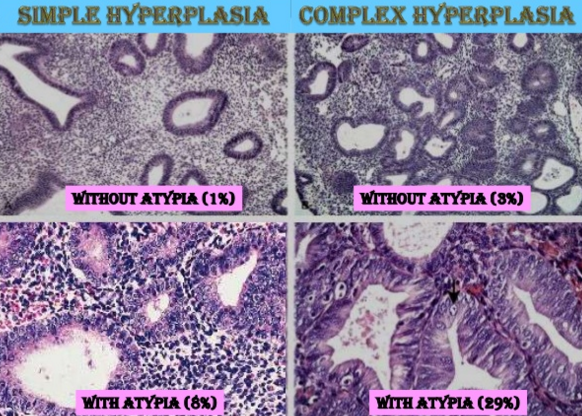 SIMPLE HYPERPLASIA
COMPLEX HYPERPLASIA
WITHOUT ATYPIA (1%)
WITHOUT ATYPIA (3%)
WITH ATYPIA (8%)
WITH ATYPIA (29%)